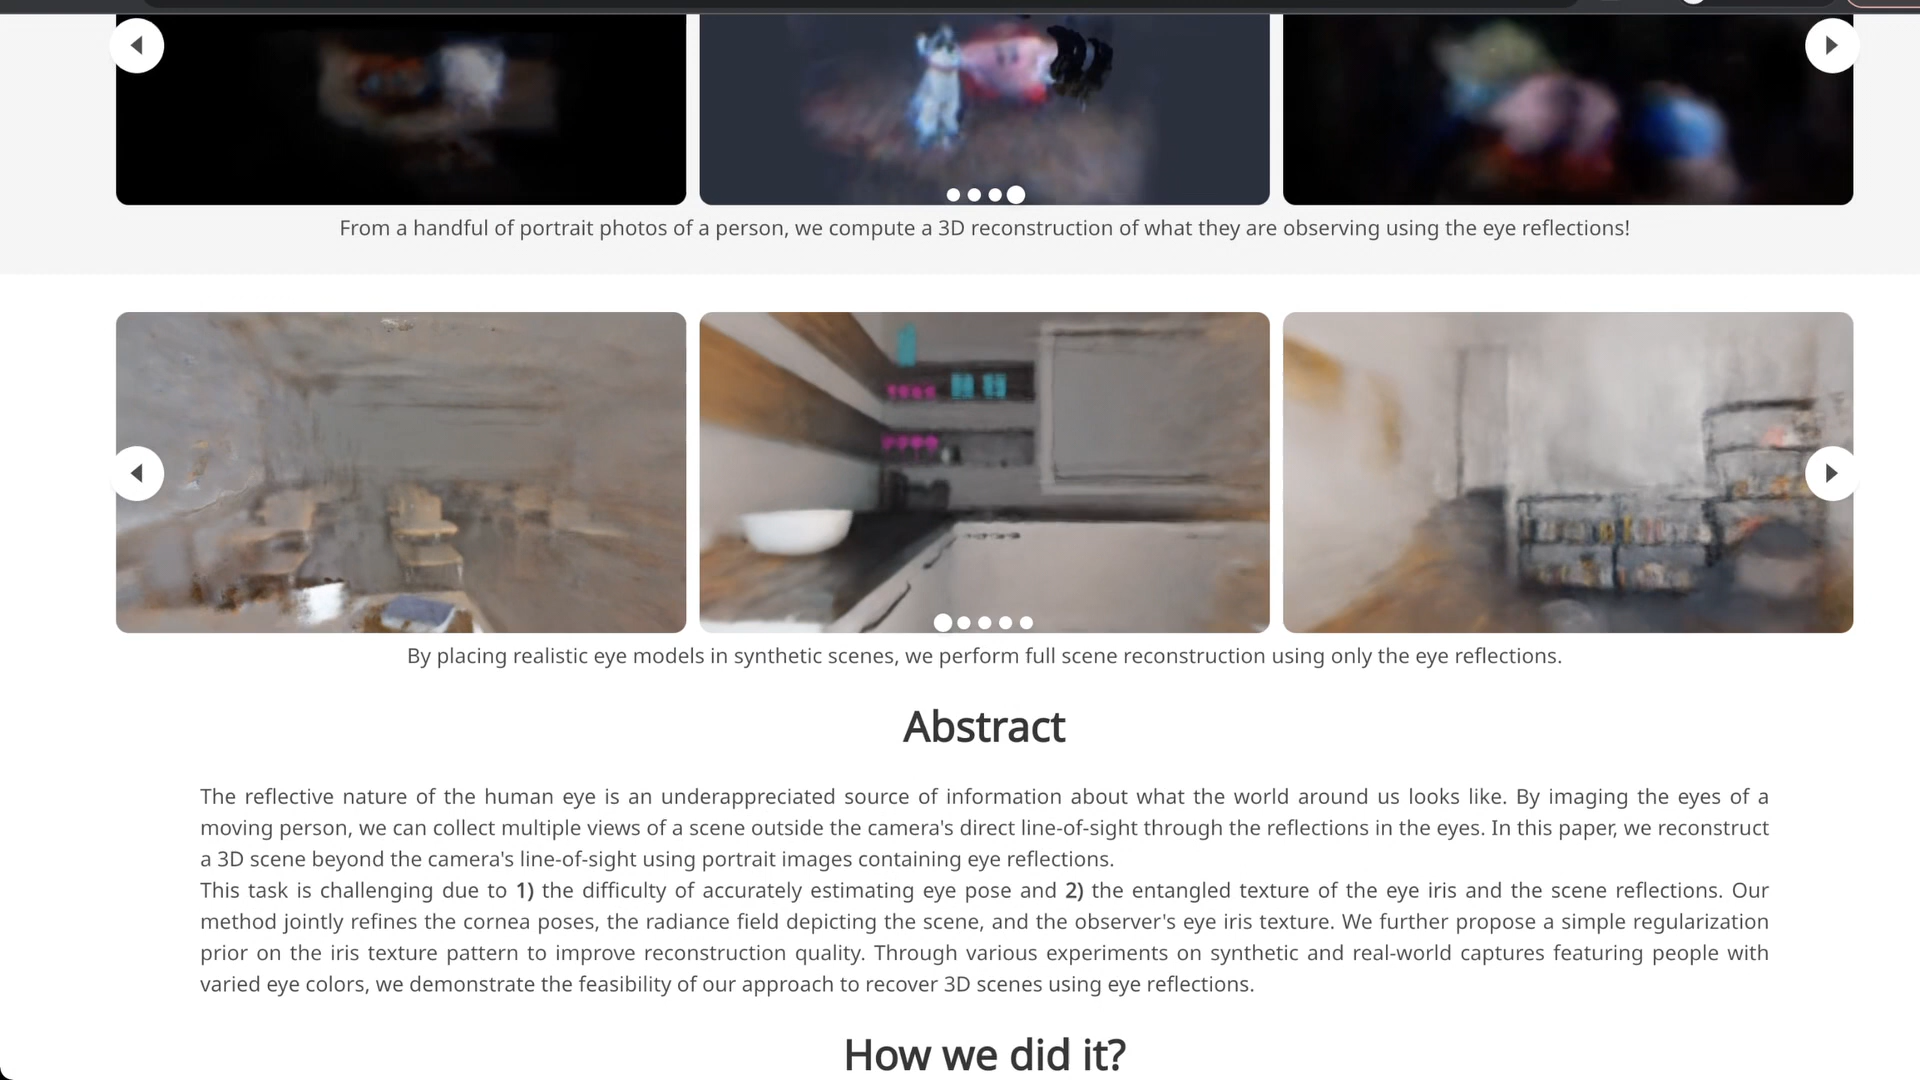 From a handful of portrait photos of a person, we compute a 3D reconstruction of what they are observing using the eye reflections!
By placing realistic eye models in synthetic scenes, we perform full scene reconstruction using only the eye reflections.
Abstract
The reflective nature of the human eye is an underappreciated source of information about what the world around us looks like. By imaging the eyes of a
moving person, we can collect multiple views of a scene outside the camera's direct line-of-sight through the reflections in the eyes. In this paper, we reconstruct
a 3D scene beyond the camera's line-of-sight using portrait images containing eye reflections.
This task is challenging due to 1) the difficulty of accurately estimating eye pose and 2) the entangled texture of the eye iris and the scene reflections. Our
method jointly refines the cornea poses, the radiance field depicting the scene, and the observer's eye iris texture. We further propose a simple regularization
prior on the iris texture pattern to improve reconstruction quality. Through various experiments on synthetic and real-world captures featuring people with
varied eye colors, we demonstrate the feasibility of our approach to recover 3D scenes using eye reflections.
How we did it?